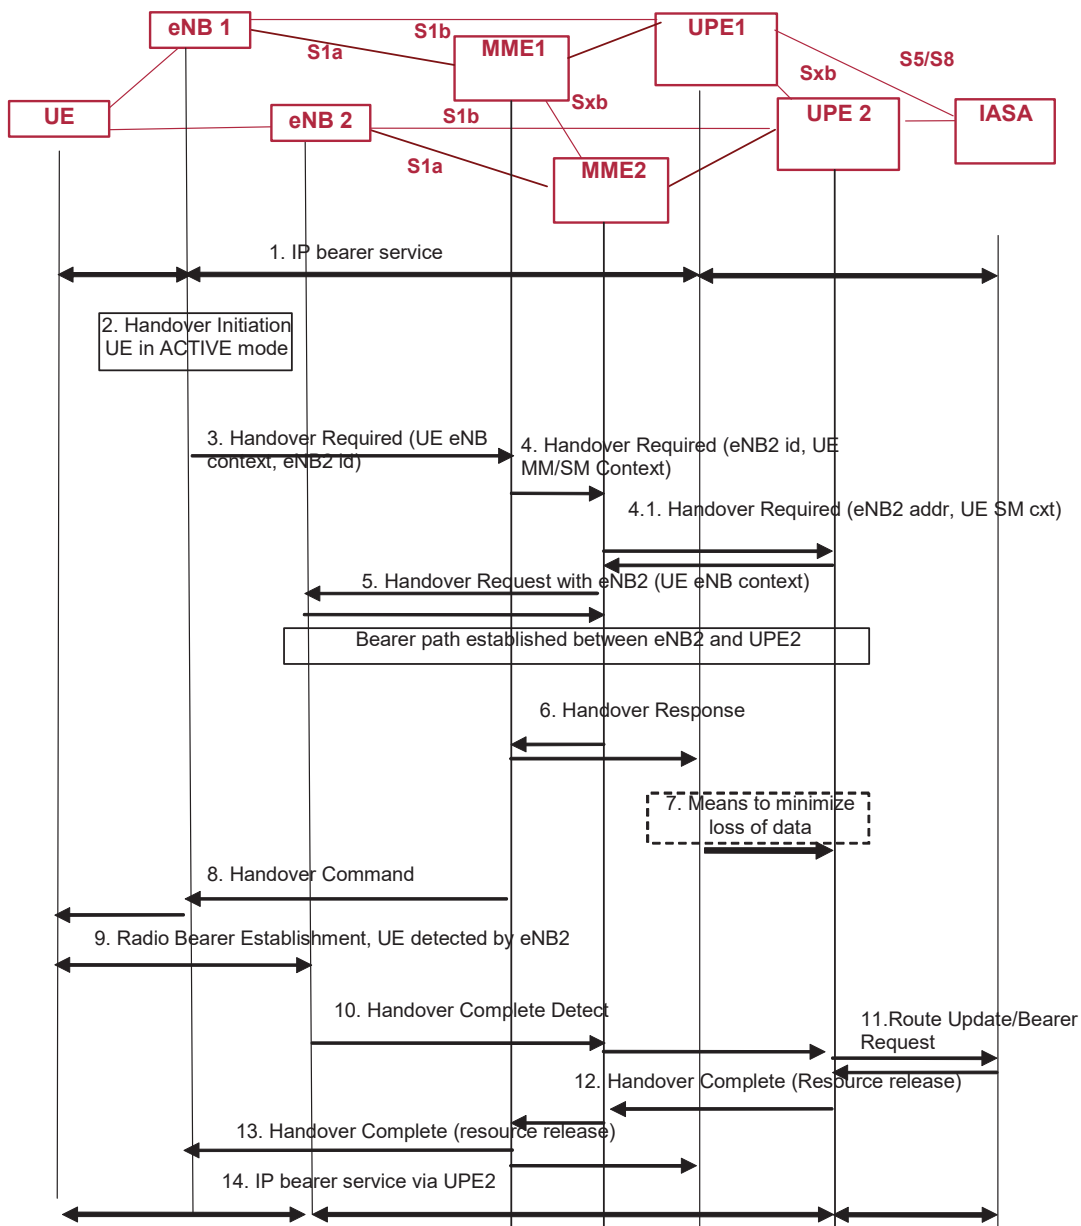 eNB 1
S1b
UPE1
S1a
MME1
S5/S8
Sxb
Sxb
UE
eNB 2
S1b
UPE 2
IASA
S1a
MME2
1. IP bearer service
2. Handover Initiation
UE in ACTIVE mode
3. Handover Required (UE eNB
context, eNB2 id)
4. Handover Required (eNB2 id, UE
MM/SM Context)
4.1. Handover Required (eNB2 addr, UE SM cxt)
5. Handover Request with eNB2 (UE eNB context)
Bearer path established between eNB2 and UPE2
6. Handover Response
7. Means to minimize
loss of data
8. Handover Command
9. Radio Bearer Establishment, UE detected by eNB2
10. Handover Complete Detect
11.Route Update/Bearer
Request
12. Handover Complete (Resource release)
13. Handover Complete (resource release)
14. IP bearer service via UPE2